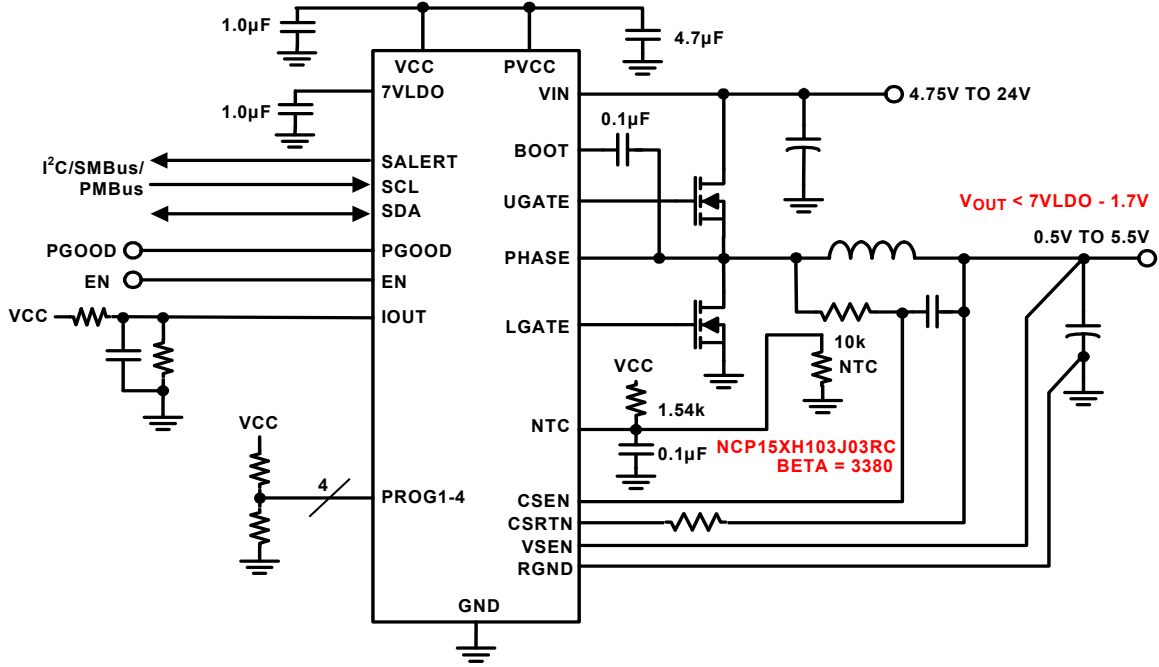 1.0µF
4.7µF
VCC
PVCC
7VLDO
VIN
4.75V TO 24V
1.0µF
0.1µF
BOOT
I²C/SMBus/
PMBus
SALERT
SCL
SDA
UGATE
V_OUT < 7VLDO - 1.7V
0.5V TO 5.5V
PGOOD
PGOOD
PHASE
EN
EN
VCC
IOUT
LGATE
10k
NTC
VCC
1.54k
NTC
0.1µF
NCP15XH103J03RC
BETA = 3380
VCC
4
PROG1-4
CSEN
CSRTN
VSEN
RGND
GND